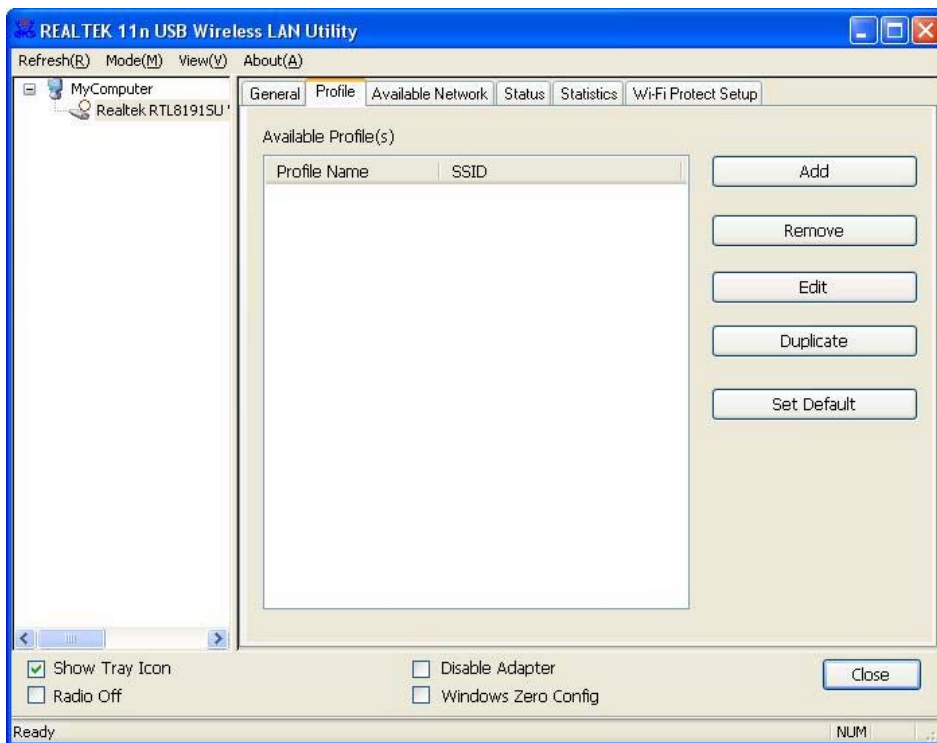 REALTEK 11n USB Wireless LAN Utility
Refresh(R) Mode(M) View(V) About(A)
MyComputer
Realtek RTL8191SU
General Profile Available Network Status Statistics Wi-Fi Protect Setup
Available Profile(s)
Profile Name SSID
Add
Remove
Edit
Duplicate
Set Default
Show Tray Icon
Radio Off
Disable Adapter
Windows Zero Config
Close
Ready NUM